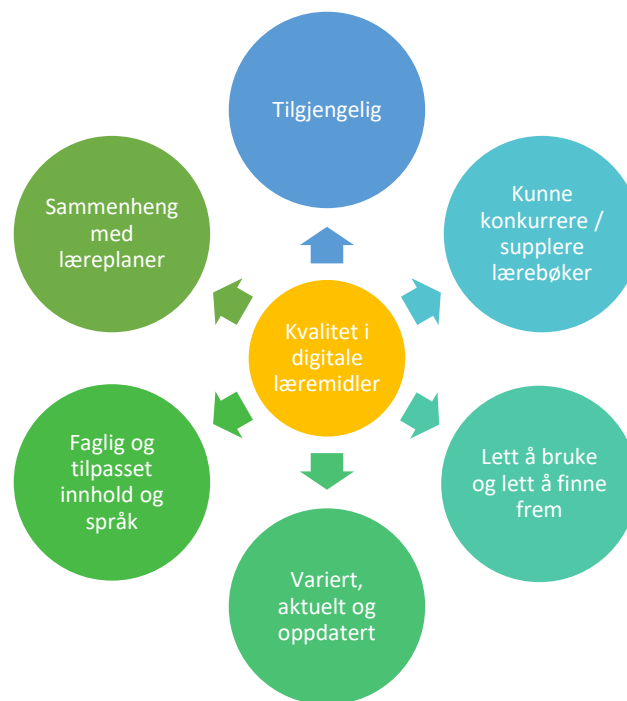 Tilgjengelig
Kunne
konkurrere /
supplere
lærebøker
Lett å bruke
og lett å finne
frem
Variert,
aktuelt og
oppdatert
Faglig og
tilpasset
innhold og
språk
Sammenheng
med
læreplaner
Kvalitet i
digitale
læremidler